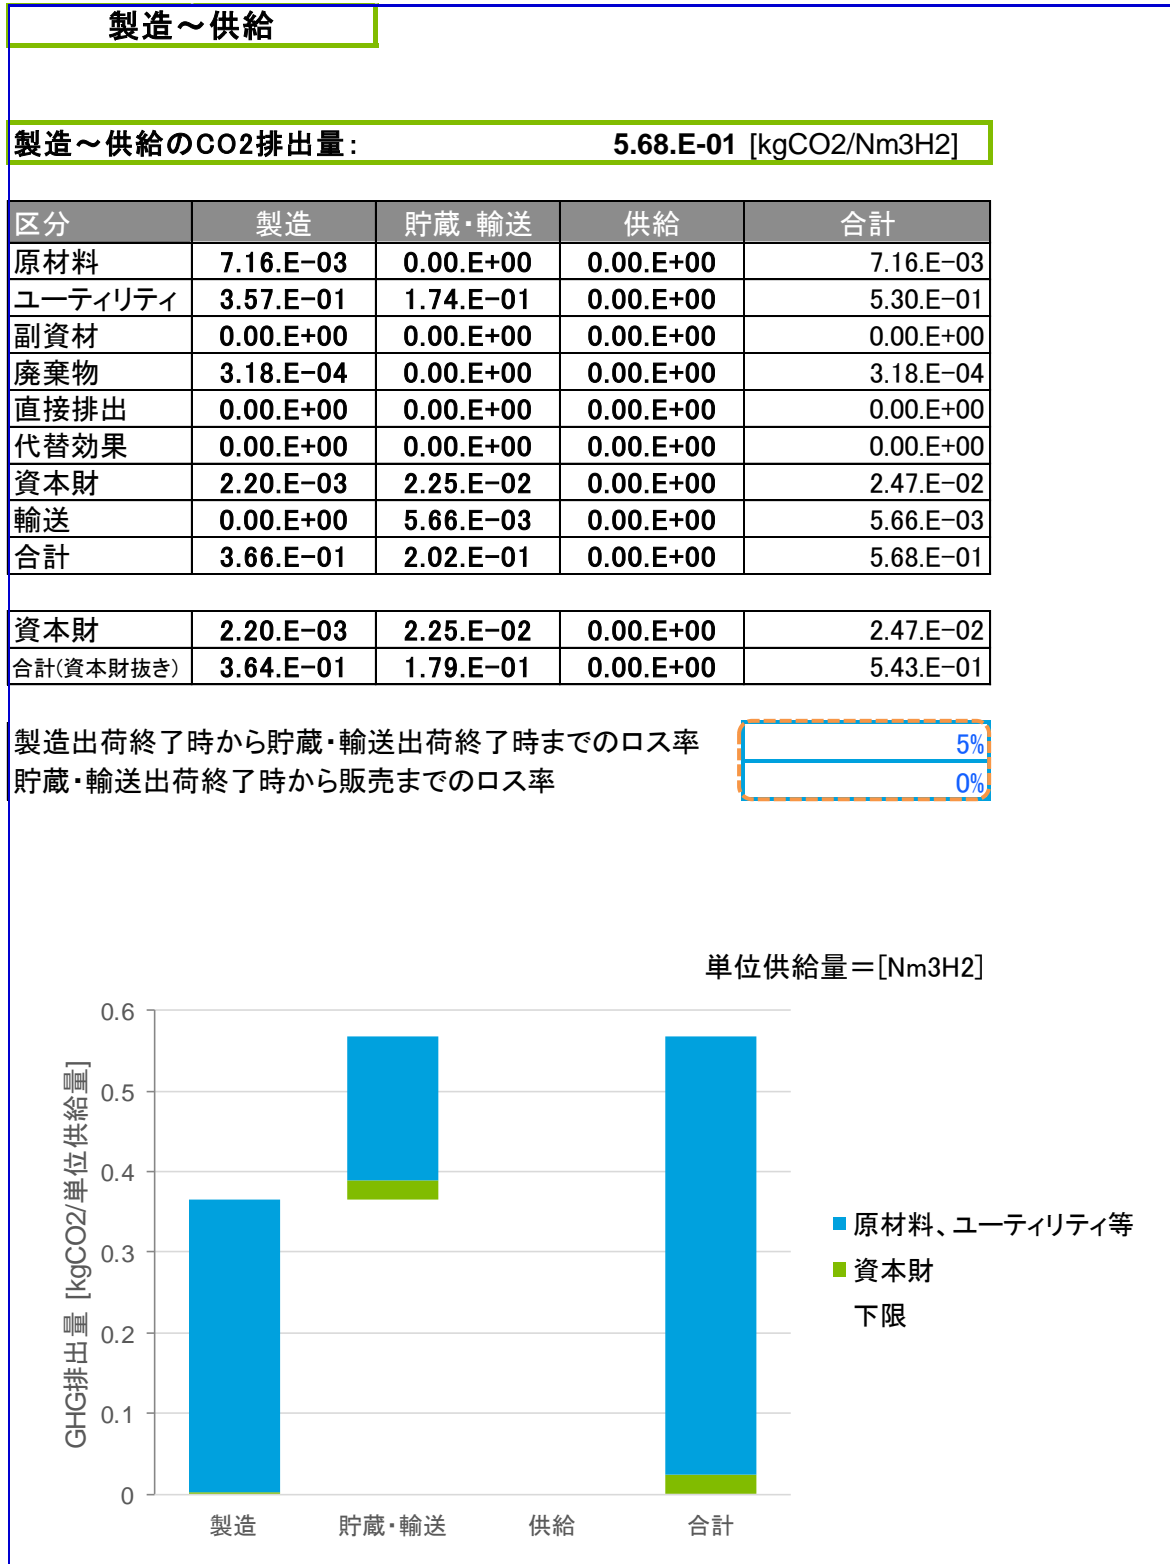 製造～供給
製造～供給のCO2排出量： 5.68.E-01 [kgCO2/Nm3H2]
区分 製造 貯蔵・輸送 供給 合計
原材料 7.16.E-03 0.00.E+00 0.00.E+00 7.16.E-03
ユーティリティ 3.57.E-01 1.74.E-01 0.00.E+00 5.30.E-01
副資材 0.00.E+00 0.00.E+00 0.00.E+00 0.00.E+00
廃棄物 3.18.E-04 0.00.E+00 0.00.E+00 3.18.E-04
直接排出 0.00.E+00 0.00.E+00 0.00.E+00 0.00.E+00
代替効果 0.00.E+00 0.00.E+00 0.00.E+00 0.00.E+00
資本財 2.20.E-03 2.25.E-02 0.00.E+00 2.47.E-02
輸送 0.00.E+00 5.66.E-03 0.00.E+00 5.66.E-03
合計 3.66.E-01 2.02.E-01 0.00.E+00 5.68.E-01
資本財 2.20.E-03 2.25.E-02 0.00.E+00 2.47.E-02
合計(資本財抜き) 3.64.E-01 1.79.E-01 0.00.E+00 5.43.E-01
製造出荷終了時から貯蔵・輸送出荷終了時までのロス率 5%
貯蔵・輸送出荷終了時から販売までのロス率 0%
単位供給量＝[Nm3H2]
GHG排出量 [kgCO2/単位供給量]
0.6
0.5
0.4
0.3
0.2
0.1
0
製造 貯蔵・輸送 供給 合計
原材料、ユーティリティ等
資本財
下限